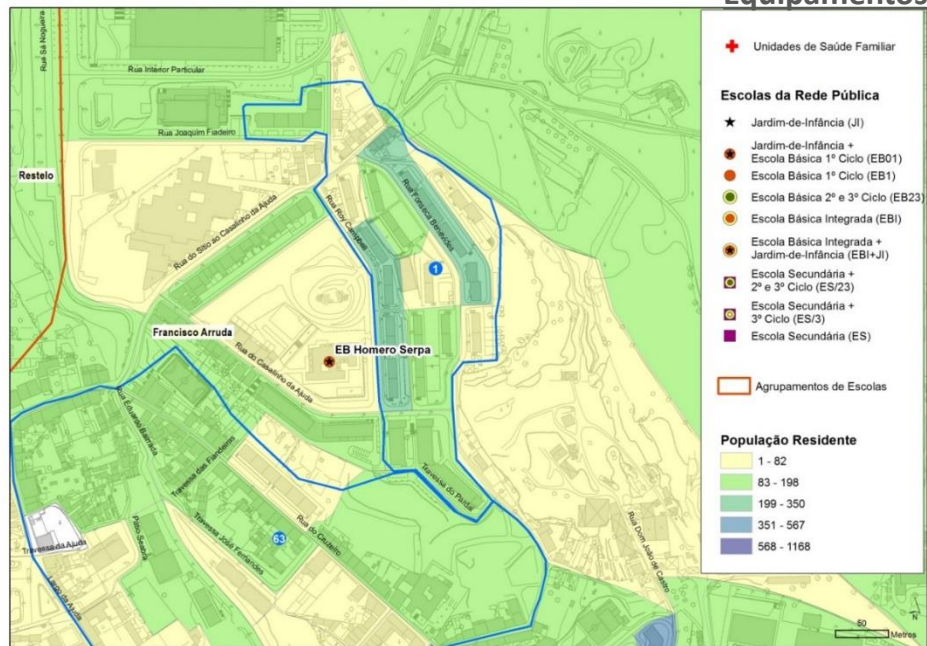 Equipamentos
Rua Sá Nogueira
Rua Interior Particular
Rua Joaquim Fiadeiro
Restelo
Rua do Sítio ao Casalinho da Ajuda
Rua Roy Campbell
Rua Fonseca Benevides
1
Francisco Arruda
EB Homero Serpa
Rua do Casalinho da Ajuda
Rua Eduardo Bairrada
Travessa das Fiandeiras
Travessa do Pardal
Travessa João Fernandes
63
Rua do Cruzeiro
Rua Dom João de Castro
Pátio Seabra
Travessa da Ajuda
Largo da Ajuda
Unidades de Saúde Familiar
Escolas da Rede Pública
Jardim-de-Infância (JI)
Jardim-de-Infância +
Escola Básica 1º Ciclo (EB01)
Escola Básica 1º Ciclo (EB1)
Escola Básica 2º e 3º Ciclo (EB23)
Escola Básica Integrada (EBI)
Escola Básica Integrada +
Jardim-de-Infância (EBI+JI)
Escola Secundária +
2º e 3º Ciclo (ES/23)
Escola Secundária +
3º Ciclo (ES/3)
Escola Secundária (ES)
Agrupamentos de Escolas
População Residente
1 - 82
83 - 198
199 - 350
351 - 567
568 - 1168
N
50
Metros